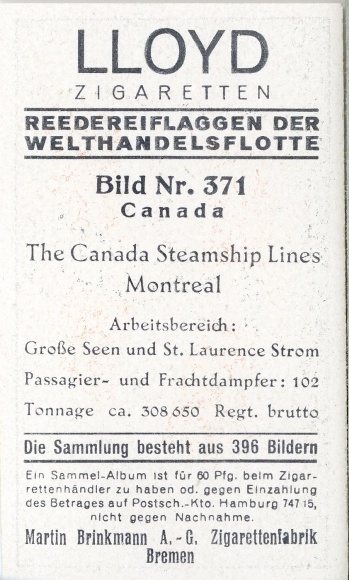 LLOYD
ZIGARETTEN
REEDEREIFLAGGEN DER
WELTHANDELSFLOTTE
Bild Nr. 371
Canada
The Canada Steamship Lines
Montreal
Arbeitsbereich:
Große Seen und St. Laurence Strom
Passagier- und Frachtdampfer: 102
Tonnage ca. 308650 Regt. brutto
Die Sammlung besteht aus 396 Bildern
Ein Sammel-Album ist für 60 Pfg. beim Zigar-
rettenhändler zu haben od. gegen Einzahlung
des Betrages auf Postsch.-Kto. Hamburg 74715,
nicht gegen Nachnahme.
Martin Brinkmann A.-G. Zigarettenfabrik
Bremen